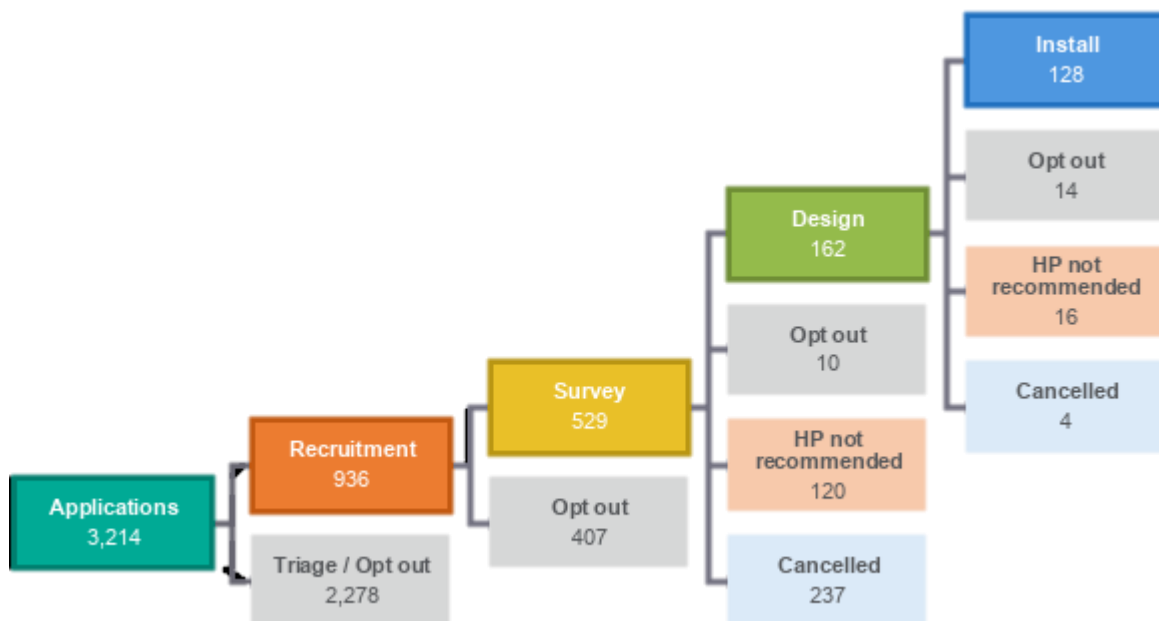 Applications
3,214
Recruitment
936
Triage / Opt out
2,278
Survey
529
Opt out
407
Design
162
Opt out
10
HP not
recommended
120
Cancelled
237
Install
128
Opt out
14
HP not
recommended
16
Cancelled
4